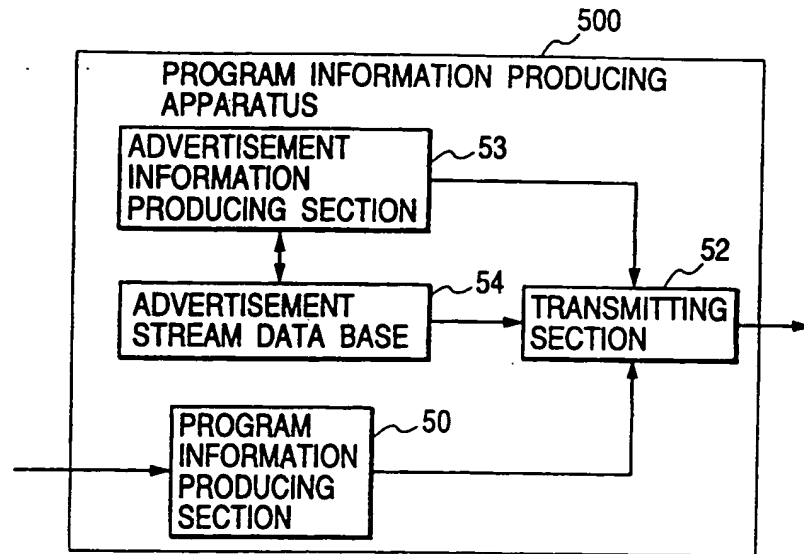 500
PROGRAM INFORMATION PRODUCING
APPARATUS
ADVERTISEMENT
INFORMATION
PRODUCING SECTION
53
ADVERTISEMENT
STREAM DATA BASE
54
TRANSMITTING
SECTION
52
PROGRAM
INFORMATION
PRODUCING
SECTION
50